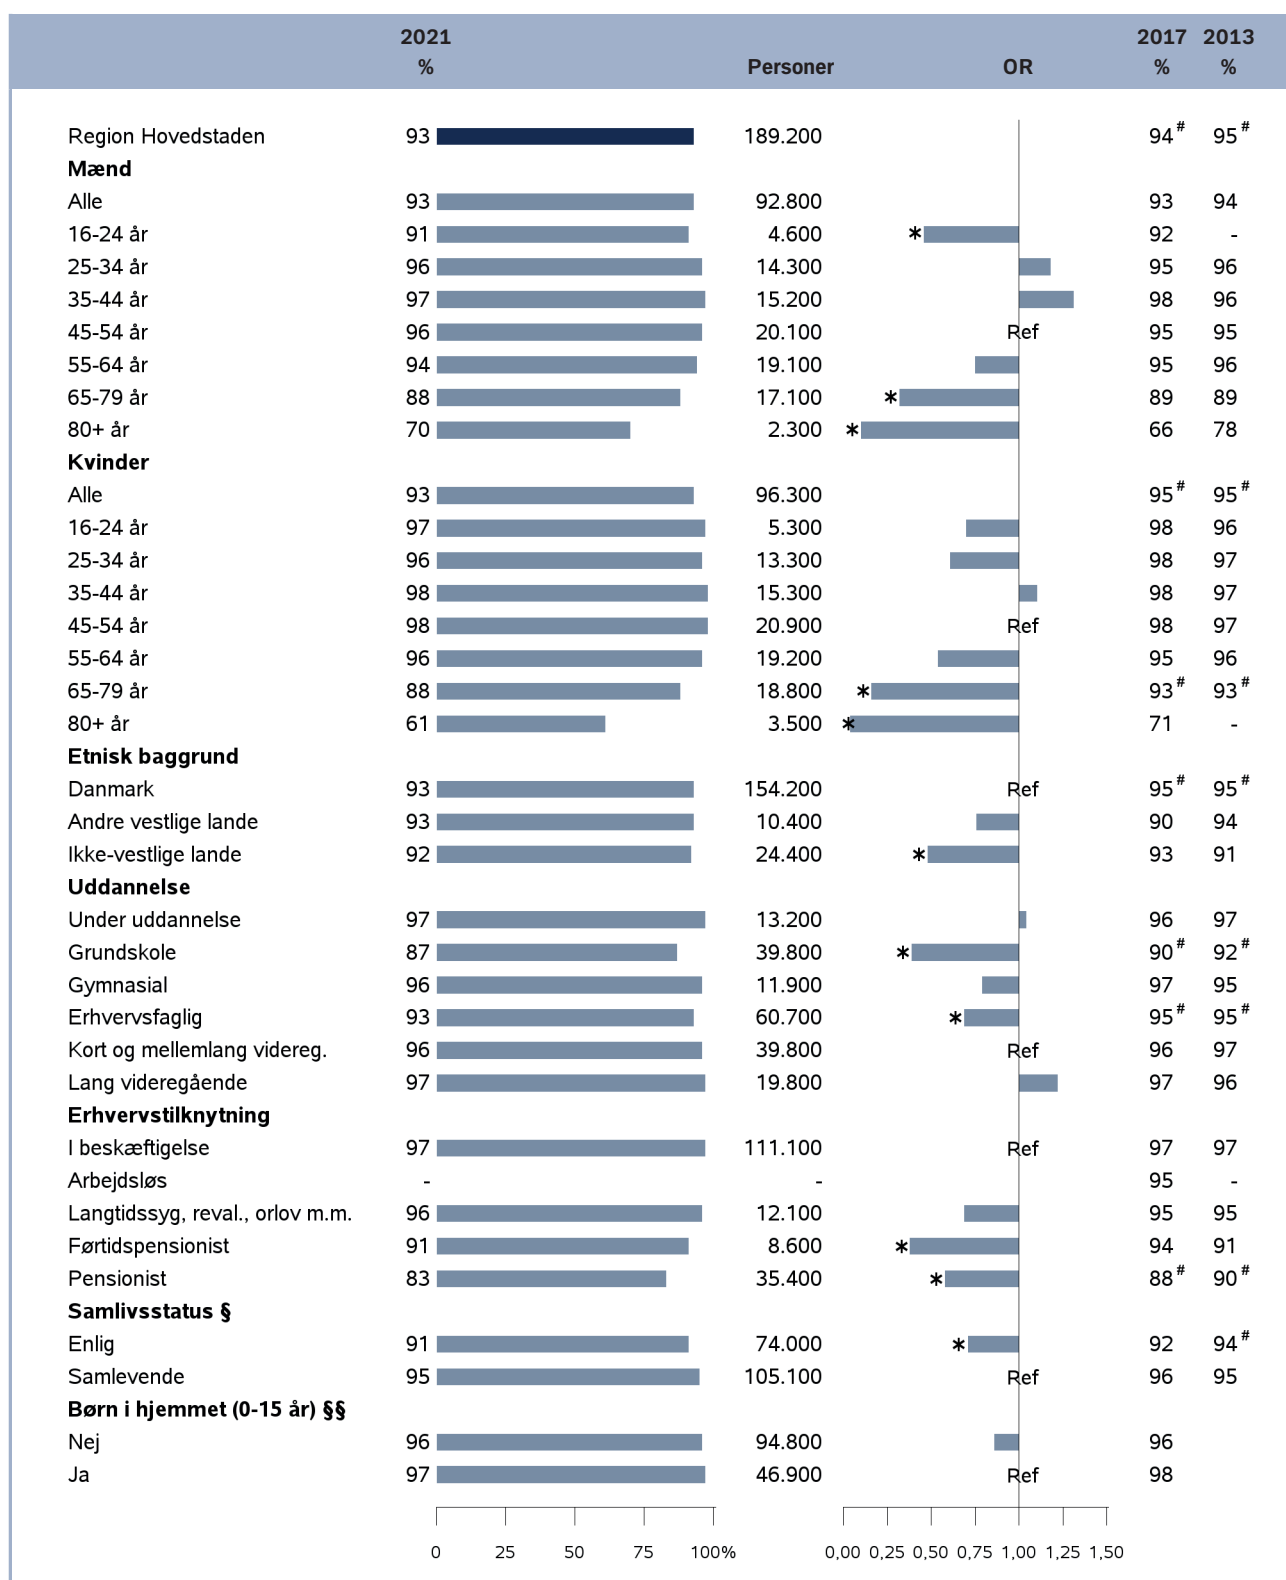 2021 2017 2013
% Personer OR % %
Region Hovedstaden 93 189.200 94# 95#
Mænd
Alle 93 92.800 93 94
16-24 år 91 4.600 * 92 -
25-34 år 96 14.300 95 96
35-44 år 97 15.200 98 96
45-54 år 96 20.100 Ref 95 95
55-64 år 94 19.100 95 96
65-79 år 88 17.100 * 89 89
80+ år 70 2.300 * 66 78
Kvinder
Alle 93 96.300 95# 95#
16-24 år 97 5.300 98 96
25-34 år 96 13.300 98 97
35-44 år 98 15.300 98 97
45-54 år 98 20.900 Ref 98 97
55-64 år 96 19.200 95 96
65-79 år 88 18.800 * 93# 93#
80+ år 61 3.500 * 71 -
Etnisk baggrund
Danmark 93 154.200 Ref 95# 95#
Andre vestlige lande 93 10.400 90 94
Ikke-vestlige lande 92 24.400 * 93 91
Uddannelse
Under uddannelse 97 13.200 96 97
Grundskole 87 39.800 * 90# 92#
Gymnasial 96 11.900 97 95
Erhvervsfaglig 93 60.700 * 95# 95#
Kort og mellemlang videreg. 96 39.800 Ref 96 97
Lang videregående 97 19.800 97 96
Erhvervstilknytning
I beskæftigelse 97 111.100 Ref 97 97
Arbejdsløs - - 95 -
Langtidssyg, reval., orlov m.m. 96 12.100 95 95
Førtidspensionist 91 8.600 * 94 91
Pensionist 83 35.400 * 88# 90#
Samlivsstatus §
Enlig 91 74.000 * 92 94#
Samlevende 95 105.100 Ref 96 95
Børn i hjemmet (0-15 år) §§
Nej 96 94.800 96
Ja 97 46.900 Ref 98
0 25 50 75 100% 0,00 0,25 0,50 0,75 1,00 1,25 1,50